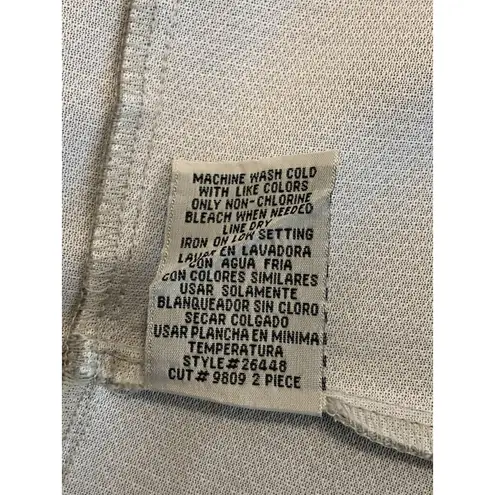 MACHINE WASH COLD
WITH LIKE COLORS
ONLY NON-CHLORINE
BLEACH WHEN NEEDED
LINE DRY
IRON ON LOW SETTING
LAVAR EN LAVADORA
CON AGUA FRIA
CON COLORES SIMILARES
USAR SOLAMENTE
BLANQUEADOR SIN CLORO
SECAR COLGADO
USAR PLANCHA EN MINIMA
TEMPERATURA
STYLE#26448
CUT# 9809 2 PIECE